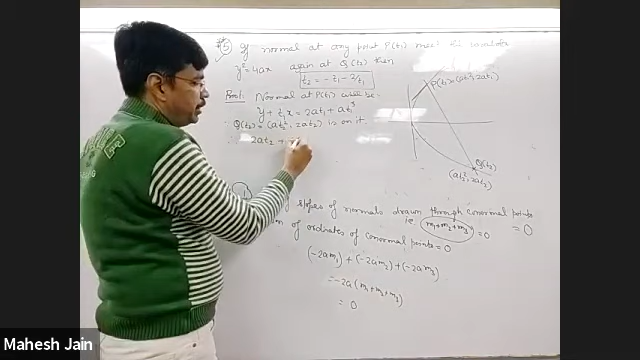 ⑤ If normal at any point P(t₁) meet the parabola
y² = 4ax again at Q(t₂) then
t₂ = -t₁ - 2/t₁
Proof: Normal at P(t₁) will be
y + t₁x = 2at₁ + at₁³
∵ Q(t₂) = (at₂², 2at₂) is on it
∴ 2at₂ +
P(t₁) = (at₁², 2at₁)
Q(t₂)
(at₂², 2at₂)
slopes of normals drawn through conormal points
ie m₁+m₂+m₃ = 0 = 0
of ordinates of conormal points = 0
(-2am₁) + (-2am₂) + (-2am₃)
= -2a(m₁+m₂+m₃)
= 0
Mahesh Jain